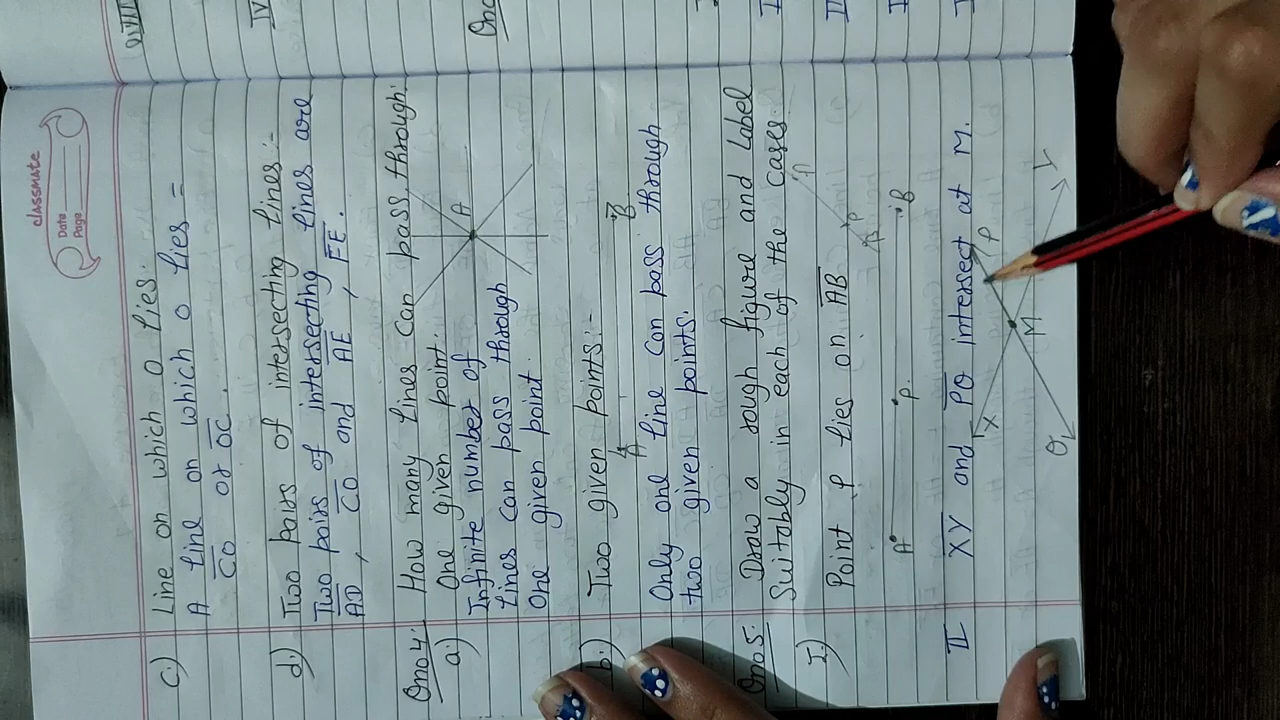 classmate
Date
Page
c) Line on which O lies.
A line on which O lies =
CO or OC.
d) Two pairs of intersecting lines:-
Two pairs of intersecting lines are
AD, CO and AE, FE.
Qno4. How many lines can pass through:
a) One given point.
Infinite number of
lines can pass through
one given point.
A
b) Two given points:-
A B
Only one line can pass through
two given points.
Qno5. Draw a rough figure and label
suitably in each of the cases.
I) Point P lies on AB
A P B
II XY and PQ intersect at M.
X P
M
Q Y